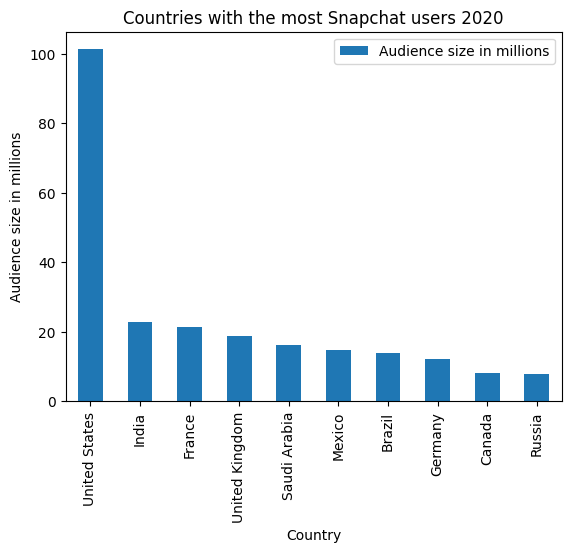 Countries with the most Snapchat users 2020
Audience size in millions
Audience size in millions
100
80
60
40
20
0
United States
India
France
United Kingdom
Saudi Arabia
Mexico
Brazil
Germany
Canada
Russia
Country